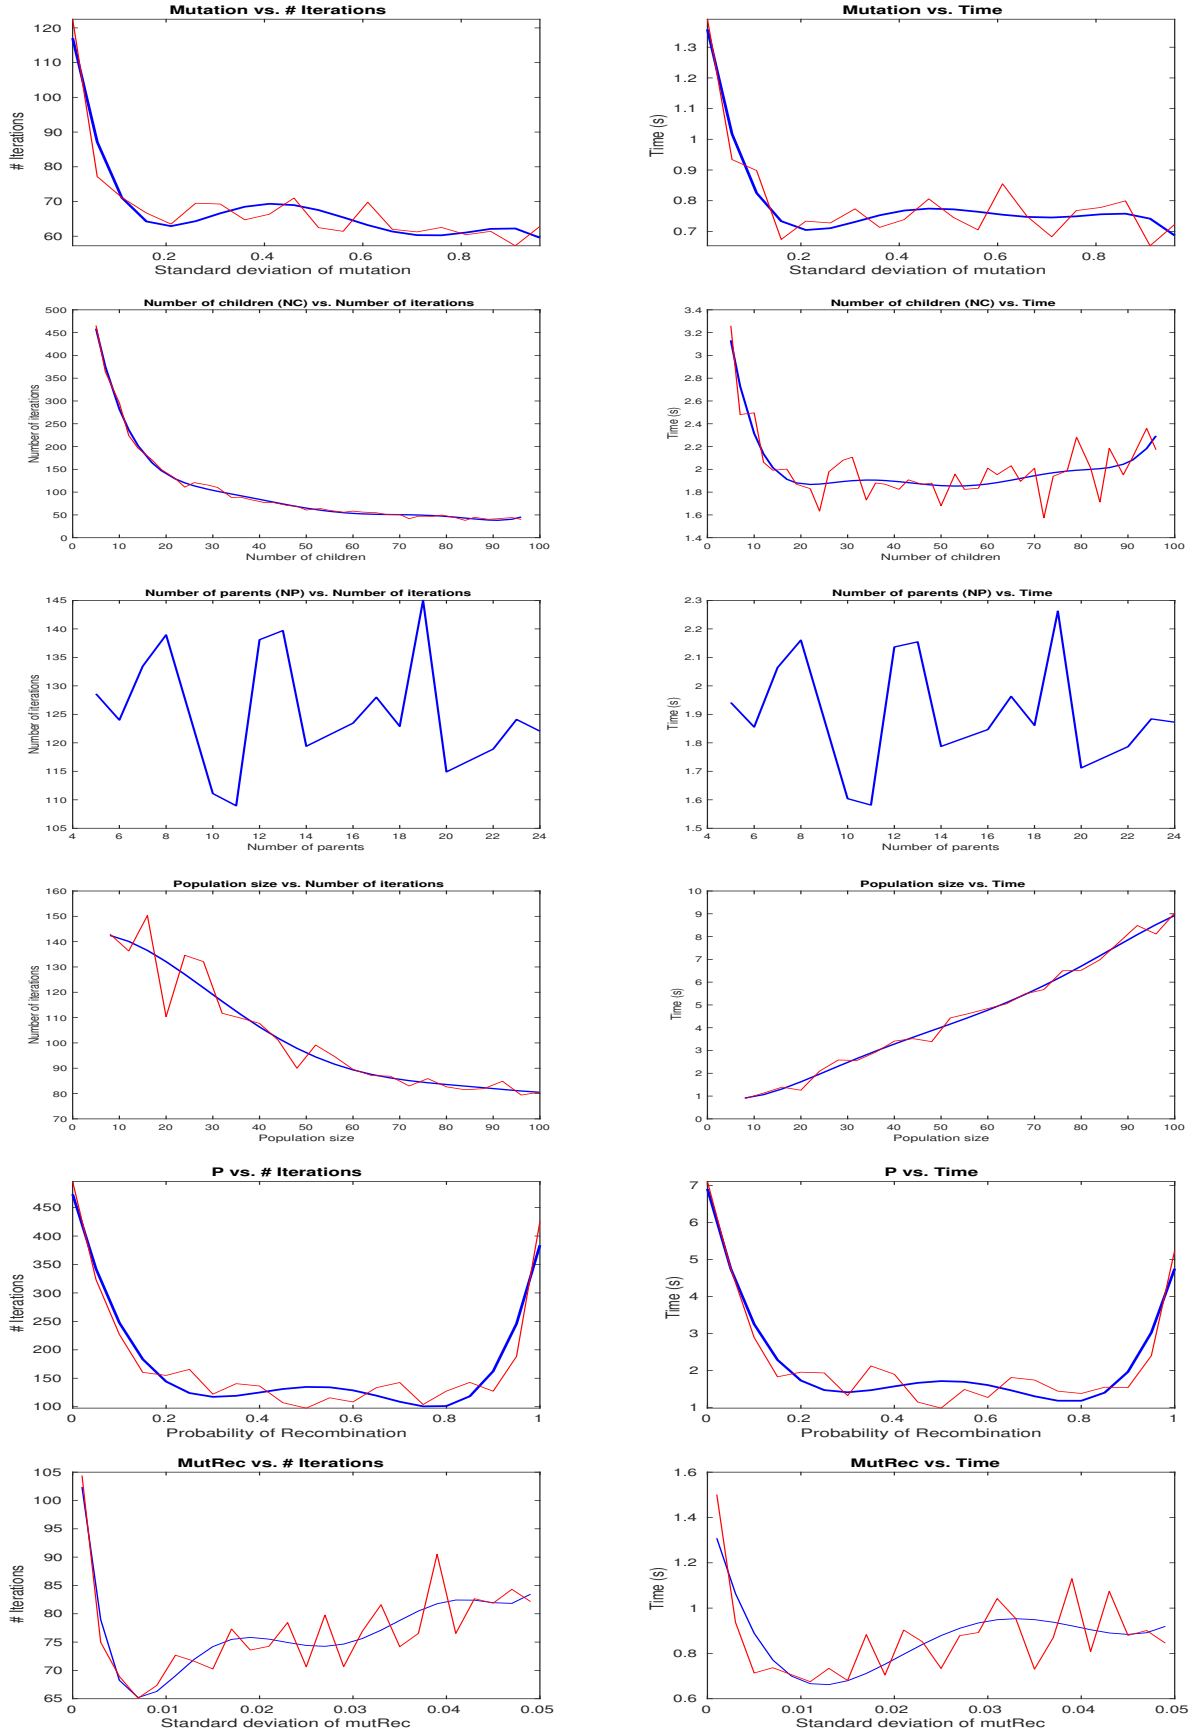 Mutation vs. # Iterations
120
110
100
90
80
70
60
# Iterations
0.2 0.4 0.6 0.8
Standard deviation of mutation
Mutation vs. Time
1.3
1.2
1.1
1
0.9
0.8
0.7
Time (s)
0.2 0.4 0.6 0.8
Standard deviation of mutation
Number of children (NC) vs. Number of iterations
500
450
400
350
300
250
200
150
100
50
0
Number of iterations
0 10 20 30 40 50 60 70 80 90 100
Number of children
Number of children (NC) vs. Time
3.4
3.2
3
2.8
2.6
2.4
2.2
2
1.8
1.6
1.4
Time (s)
0 10 20 30 40 50 60 70 80 90 100
Number of children
Number of parents (NP) vs. Number of iterations
145
140
135
130
125
120
115
110
105
Number of iterations
4 6 8 10 12 14 16 18 20 22 24
Number of parents
Number of parents (NP) vs. Time
2.3
2.2
2.1
2
1.9
1.8
1.7
1.6
1.5
Time (s)
4 6 8 10 12 14 16 18 20 22 24
Number of parents
Population size vs. Number of iterations
160
150
140
130
120
110
100
90
80
70
Number of iterations
0 10 20 30 40 50 60 70 80 90 100
Population size
Population size vs. Time
10
9
8
7
6
5
4
3
2
1
0
Time (s)
0 10 20 30 40 50 60 70 80 90 100
Population size
P vs. # Iterations
450
400
350
300
250
200
150
100
# Iterations
0 0.2 0.4 0.6 0.8 1
Probability of Recombination
P vs. Time
7
6
5
4
3
2
1
Time (s)
0 0.2 0.4 0.6 0.8 1
Probability of Recombination
MutRec vs. # Iterations
105
100
95
90
85
80
75
70
65
# Iterations
0 0.01 0.02 0.03 0.04 0.05
Standard deviation of mutRec
MutRec vs. Time
1.6
1.4
1.2
1
0.8
0.6
Time (s)
0 0.01 0.02 0.03 0.04 0.05
Standard deviation of mutRec